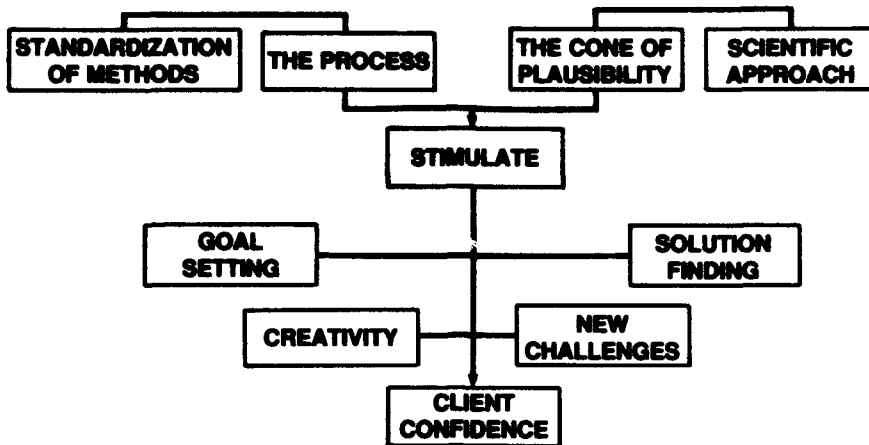 STANDARDIZATION
OF METHODS
THE PROCESS
THE CONE OF
PLAUSIBILITY
SCIENTIFIC
APPROACH
STIMULATE
GOAL
SETTING
SOLUTION
FINDING
CREATIVITY
NEW
CHALLENGES
CLIENT
CONFIDENCE